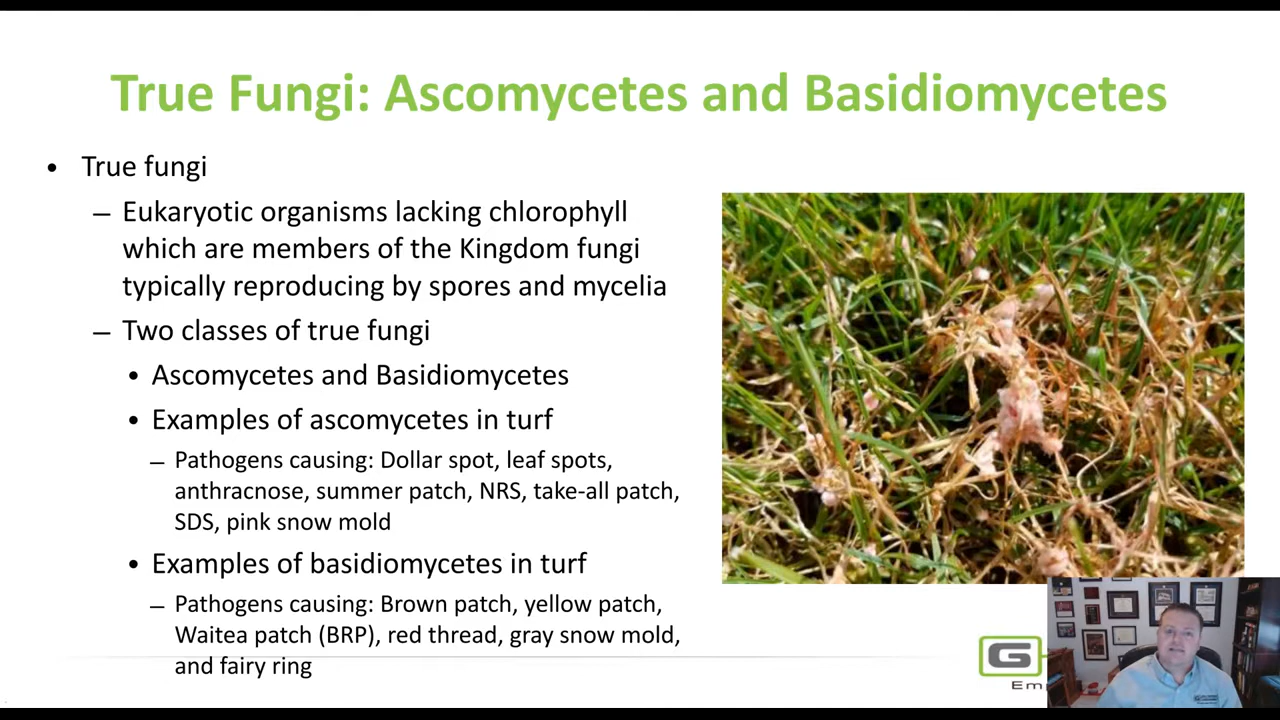 True Fungi: Ascomycetes and Basidiomycetes
• True fungi
– Eukaryotic organisms lacking chlorophyll
which are members of the Kingdom fungi
typically reproducing by spores and mycelia
– Two classes of true fungi
• Ascomycetes and Basidiomycetes
• Examples of ascomycetes in turf
– Pathogens causing: Dollar spot, leaf spots,
anthracnose, summer patch, NRS, take-all patch,
SDS, pink snow mold
• Examples of basidiomycetes in turf
– Pathogens causing: Brown patch, yellow patch,
Waitea patch (BRP), red thread, gray snow mold,
and fairy ring
G